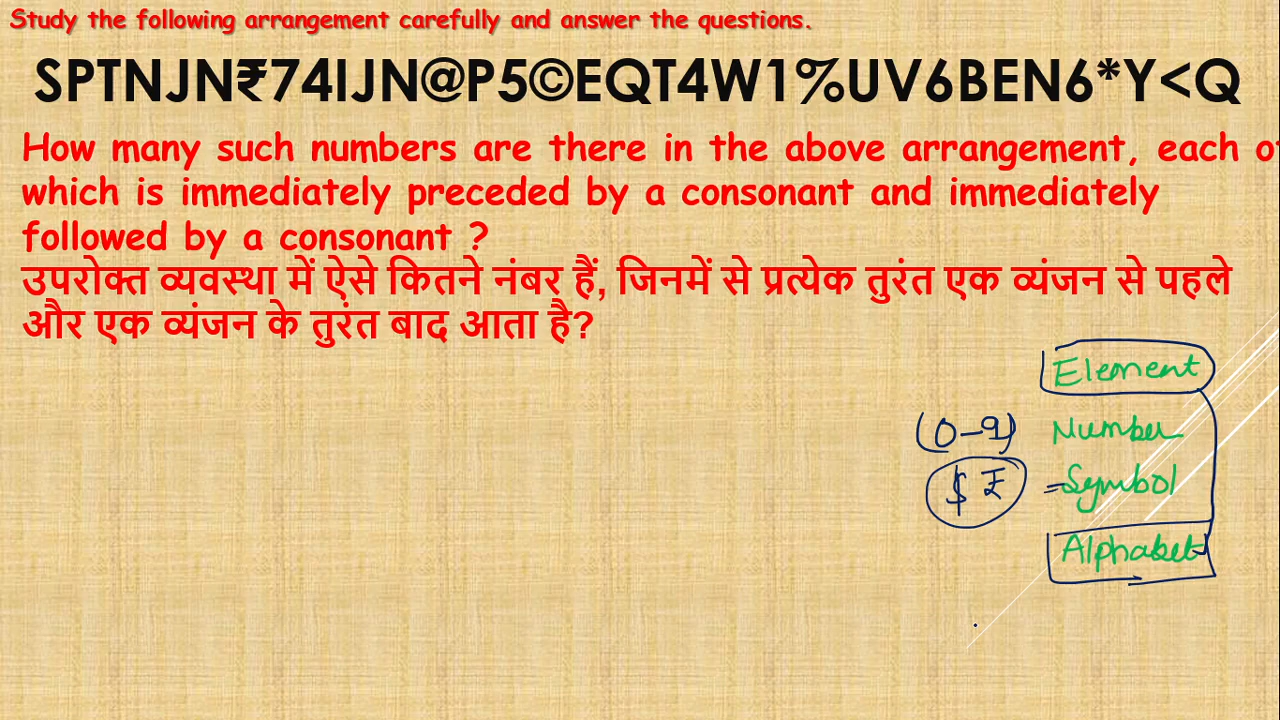 Study the following arrangement carefully and answer the questions.
SPTNJN₹74IJN@P5©EQT4W1%UV6BEN6*Y<Q
How many such numbers are there in the above arrangement, each of
which is immediately preceded by a consonant and immediately
followed by a consonant ?
उपरोक्त व्यवस्था में ऐसे कितने नंबर हैं, जिनमें से प्रत्येक तुरंत एक व्यंजन से पहले
और एक व्यंजन के तुरंत बाद आता है?
Element
(0-9) Number
$ ₹ = Symbol
Alphabet